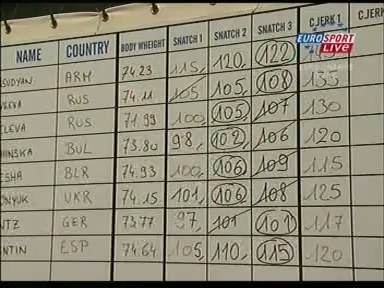 NAME COUNTRY BODY WHEIGHT SNATCH 1 SNATCH 2 SNATCH 3 CJERK 1 CJERK
EUROSPORT
LIVE
ARM 74.23 115 120 122
RUS 74.11 105 105 108 135
RUS 71.99 100 105 107 130
BUL 73.80 98 102 106 120
BLR 74.93 100 106 109 115
UKR 74.15 101 106 108 125
GER 73.77 97 101 101 117
ESP 74.64 105 110 115 120